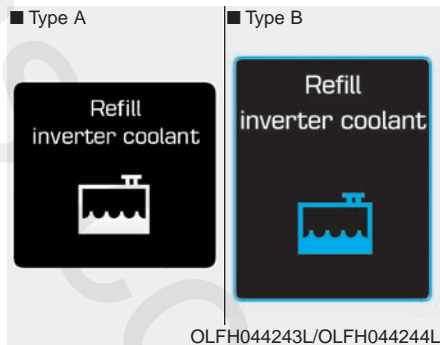 ■ Type A
■ Type B
Refill
inverter coolant
Refill
inverter coolant
OLFH044243L/OLFH044244L